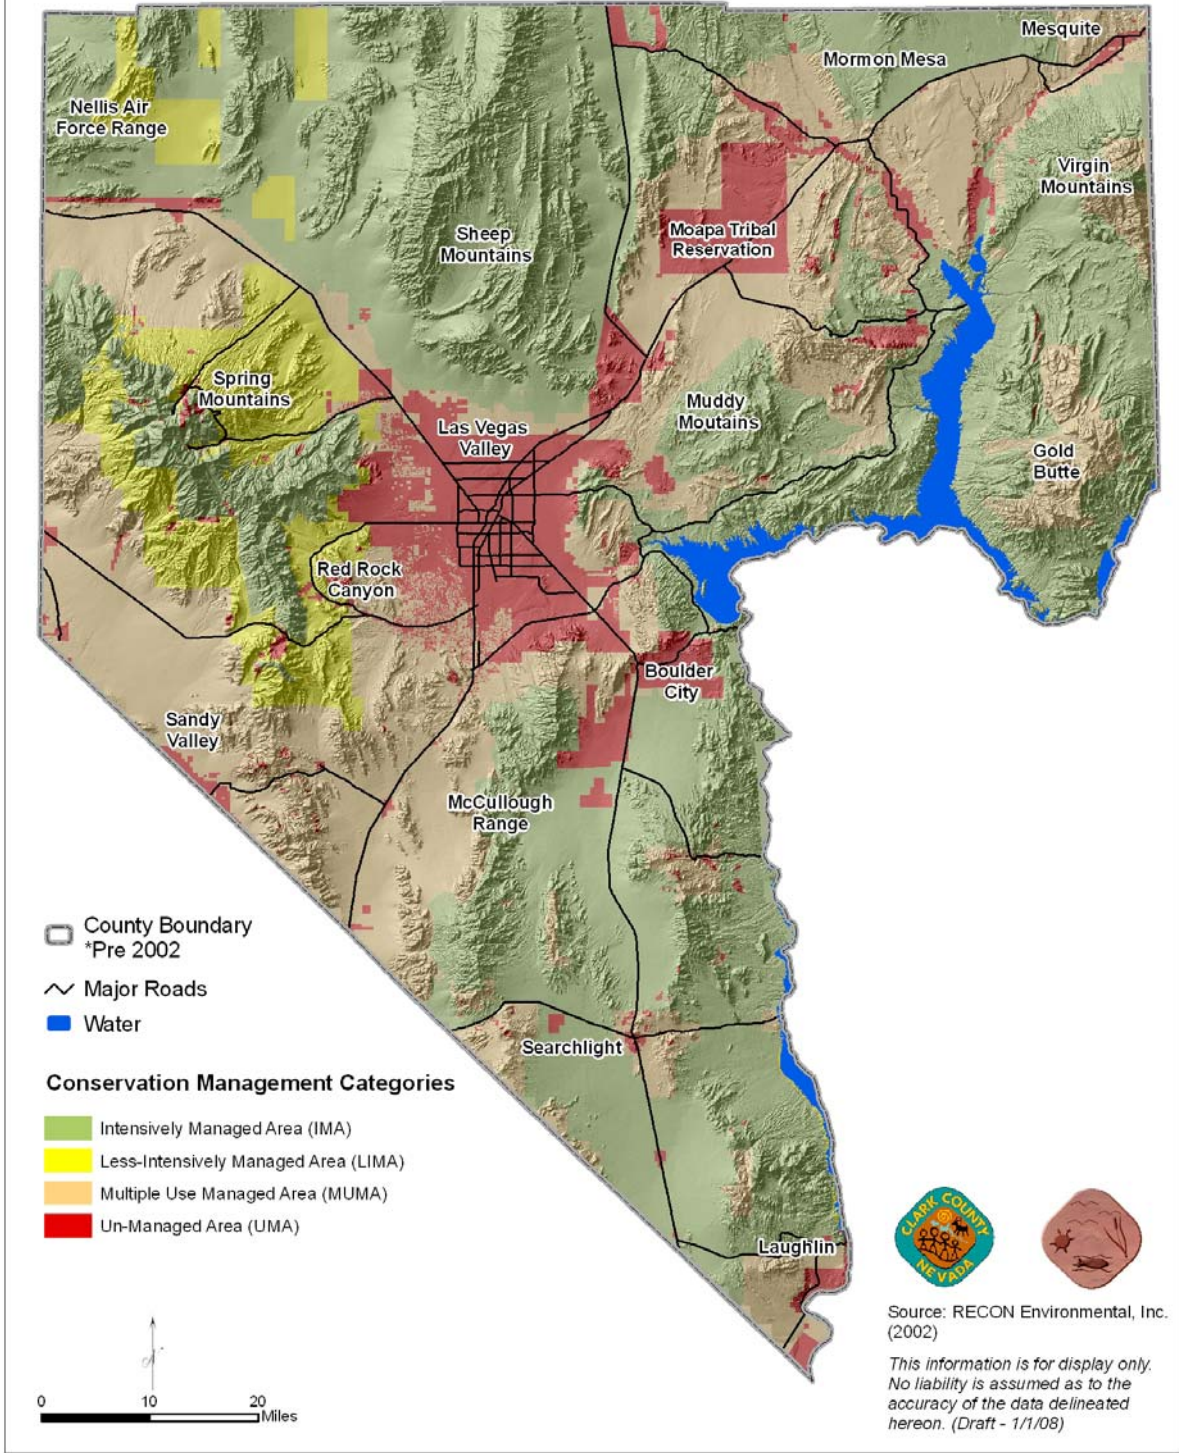 Mesquite
Mormon Mesa
Nellis Air
Force Range
Virgin
Mountains
Sheep
Mountains
Moapa Tribal
Reservation
Spring
Mountains
Muddy
Moutains
Las Vegas
Valley
Gold
Butte
Red Rock
Canyon
Boulder
City
Sandy
Valley
McCullough
Range
County Boundary
*Pre 2002
Major Roads
Water
Searchlight
Conservation Management Categories
Intensively Managed Area (IMA)
Less-Intensively Managed Area (LIMA)
Multiple Use Managed Area (MUMA)
Un-Managed Area (UMA)
Laughlin
CLARK COUNTY
NEVADA
Source: RECON Environmental, Inc.
(2002)
This information is for display only.
No liability is assumed as to the
accuracy of the data delineated
hereon. (Draft - 1/1/08)
N
0 10 20
Miles